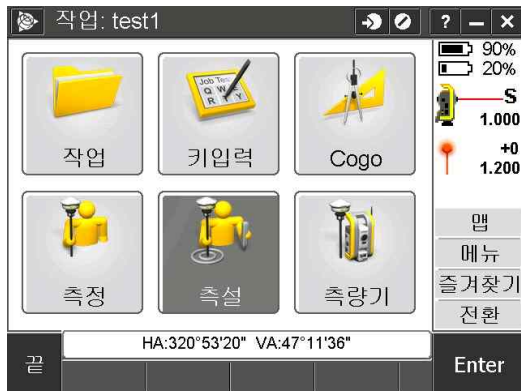 작업: test1
? – X
90%
20%
S
1.000
+0
1.200
작업
키입력
Cogo
측정
측설
측량기
맵
메뉴
즐겨찾기
전환
HA:320°53'20" VA:47°11'36"
끝
Enter